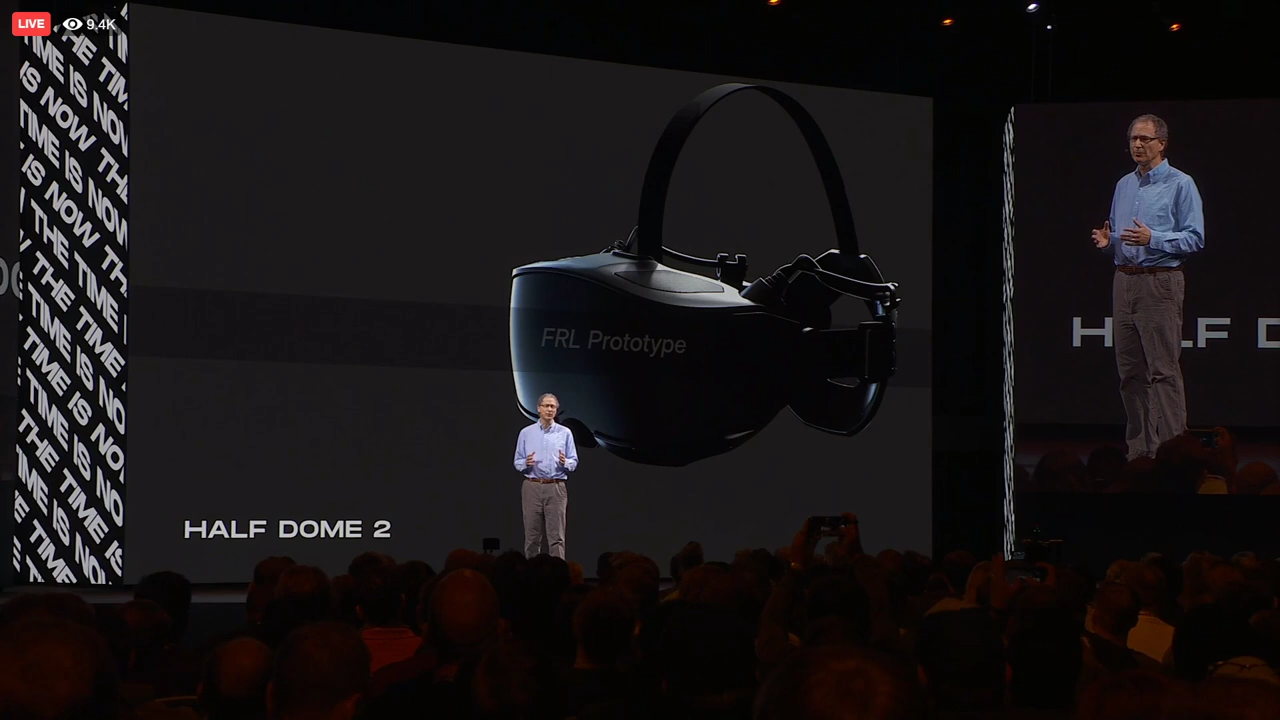 LIVE 9.4K
THE TIME IS NOW
FRL Prototype
HALF DOME 2
HALF D